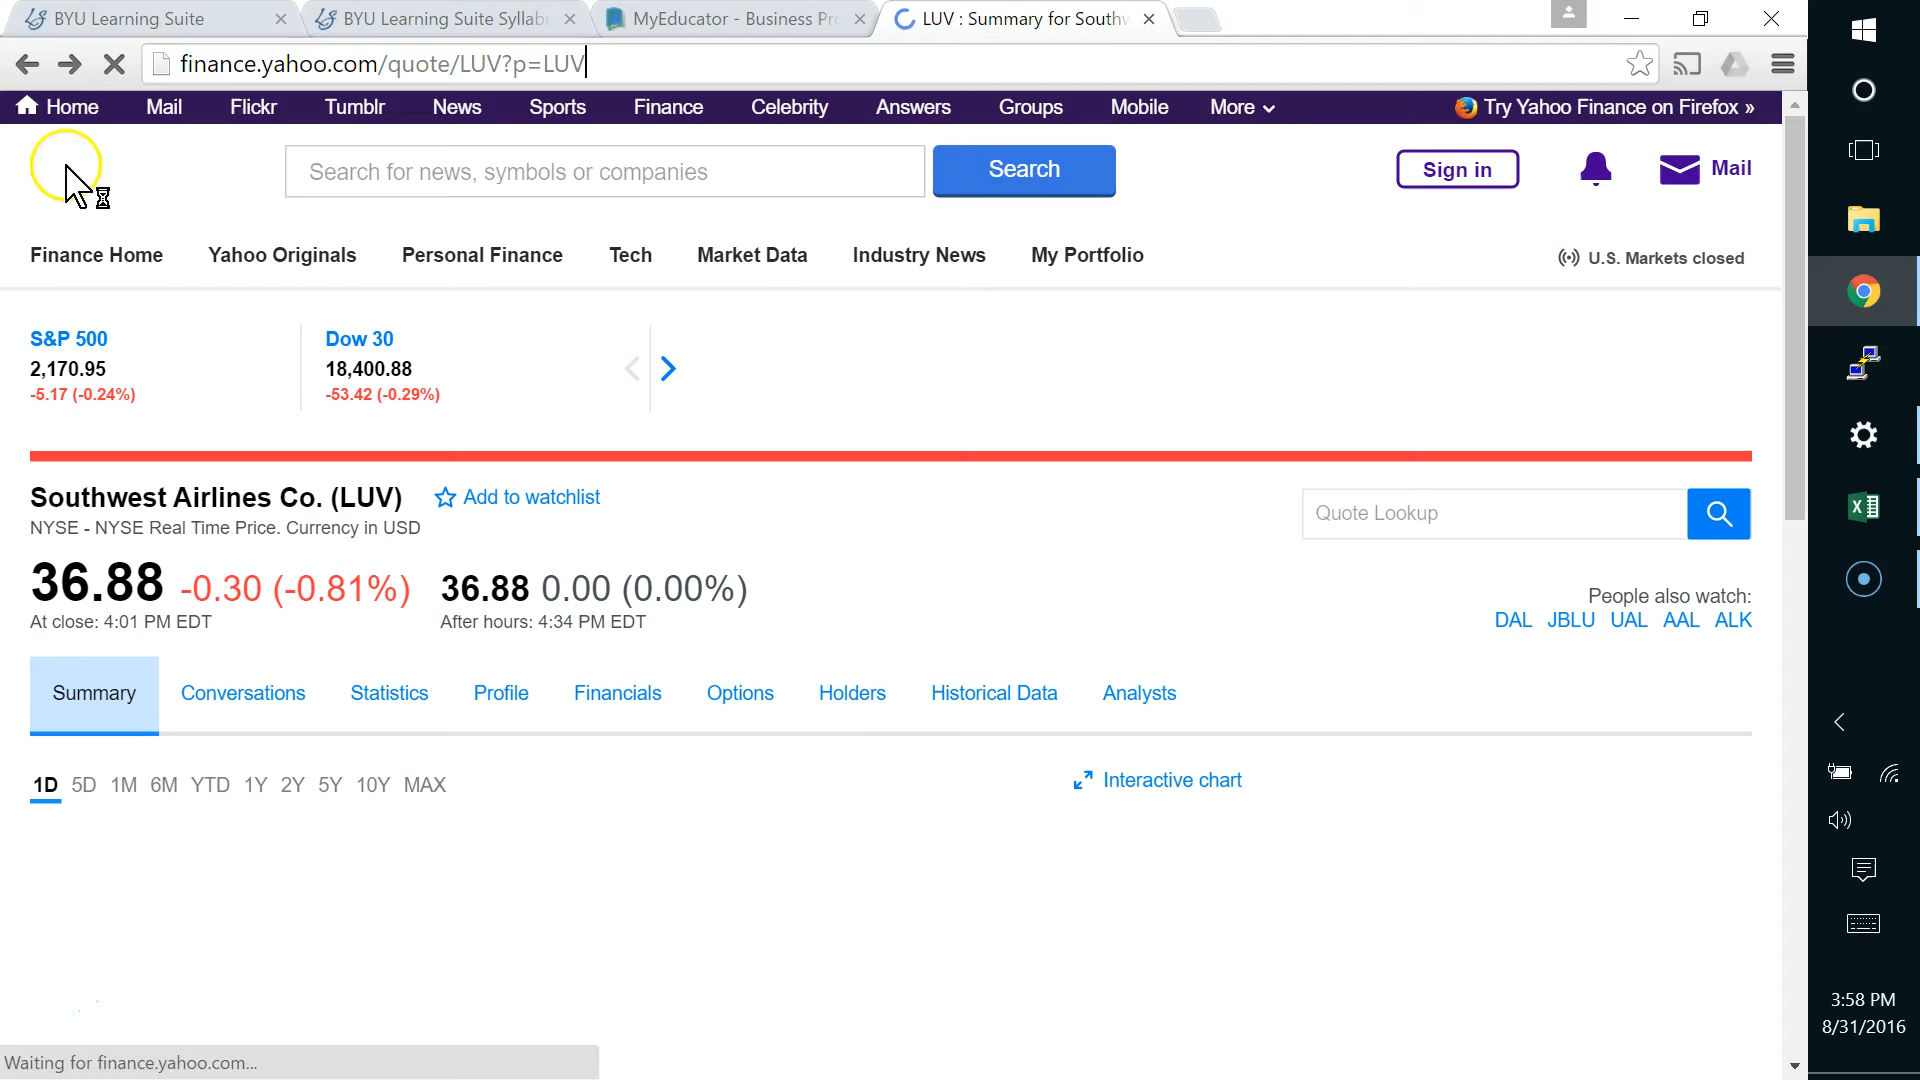 BYU Learning Suite
BYU Learning Suite Syllab
MyEducator - Business Pr
LUV : Summary for South
finance.yahoo.com/quote/LUV?p=LUV
Home Mail Flickr Tumblr News Sports Finance Celebrity Answers Groups Mobile More Try Yahoo Finance on Firefox »
Search for news, symbols or companies
Search
Sign in
Mail
Finance Home Yahoo Originals Personal Finance Tech Market Data Industry News My Portfolio
U.S. Markets closed
S&P 500
2,170.95
-5.17 (-0.24%)
Dow 30
18,400.88
-53.42 (-0.29%)
Southwest Airlines Co. (LUV)
Add to watchlist
NYSE - NYSE Real Time Price. Currency in USD
Quote Lookup
36.88 -0.30 (-0.81%)
At close: 4:01 PM EDT
36.88 0.00 (0.00%)
After hours: 4:34 PM EDT
People also watch:
DAL JBLU UAL AAL ALK
Summary Conversations Statistics Profile Financials Options Holders Historical Data Analysts
1D 5D 1M 6M YTD 1Y 2Y 5Y 10Y MAX
Interactive chart
Waiting for finance.yahoo.com...
3:58 PM
8/31/2016